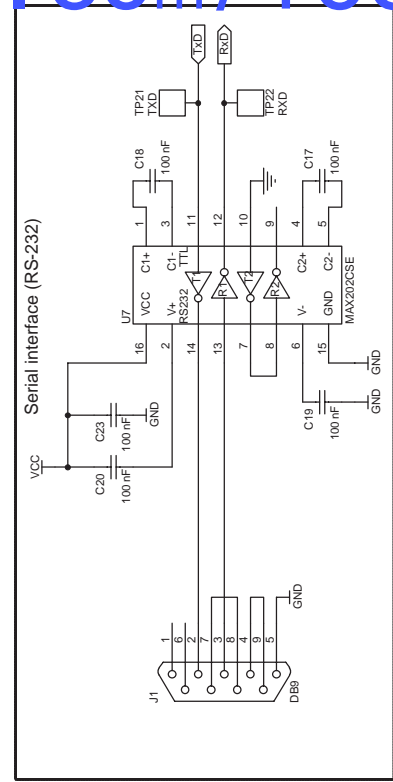 Serial interface (RS-232)
VCC
C20
100 nF
C23
100 nF
GND
U7
16
VCC
C1+
1
C18
100 nF
2
V+
C1-
3
RS232
TTL
14
T1
11
TP21
TXD
TxD
13
R1
12
TP22
RXD
RxD
7
T2
10
8
R2
9
6
V-
C2+
4
C17
100 nF
15
GND
C2-
5
MAX202CSE
C19
100 nF
GND
GND
J1
1
6
2
7
3
8
4
9
5
GND
DB9